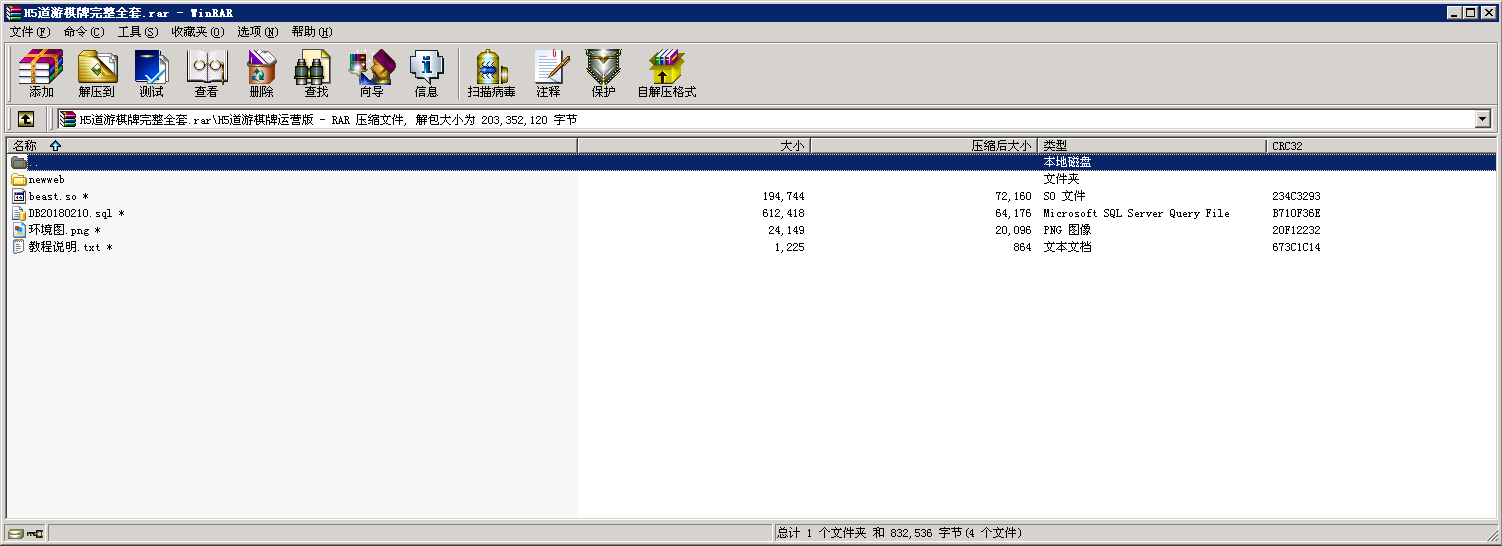 H5道游棋牌完整全套.rar - WinRAR
文件(F) 命令(C) 工具(S) 收藏夹(O) 选项(N) 帮助(H)
添加 解压到 测试 查看 删除 查找 向导 信息 扫描病毒 注释 保护 自解压格式
H5道游棋牌完整全套.rar\H5道游棋牌运营版 - RAR 压缩文件, 解包大小为 203,352,120 字节
名称 大小 压缩后大小 类型 CRC32
.. 本地磁盘
newweb 文件夹
beast.so * 194,744 72,160 SO 文件 234C3293
DB20180210.sql * 612,418 64,176 Microsoft SQL Server Query File B710F36E
环境图.png * 24,149 20,096 PNG 图像 20F12232
教程说明.txt * 1,225 864 文本文档 673C1C14
总计 1 个文件夹 和 832,536 字节(4 个文件)